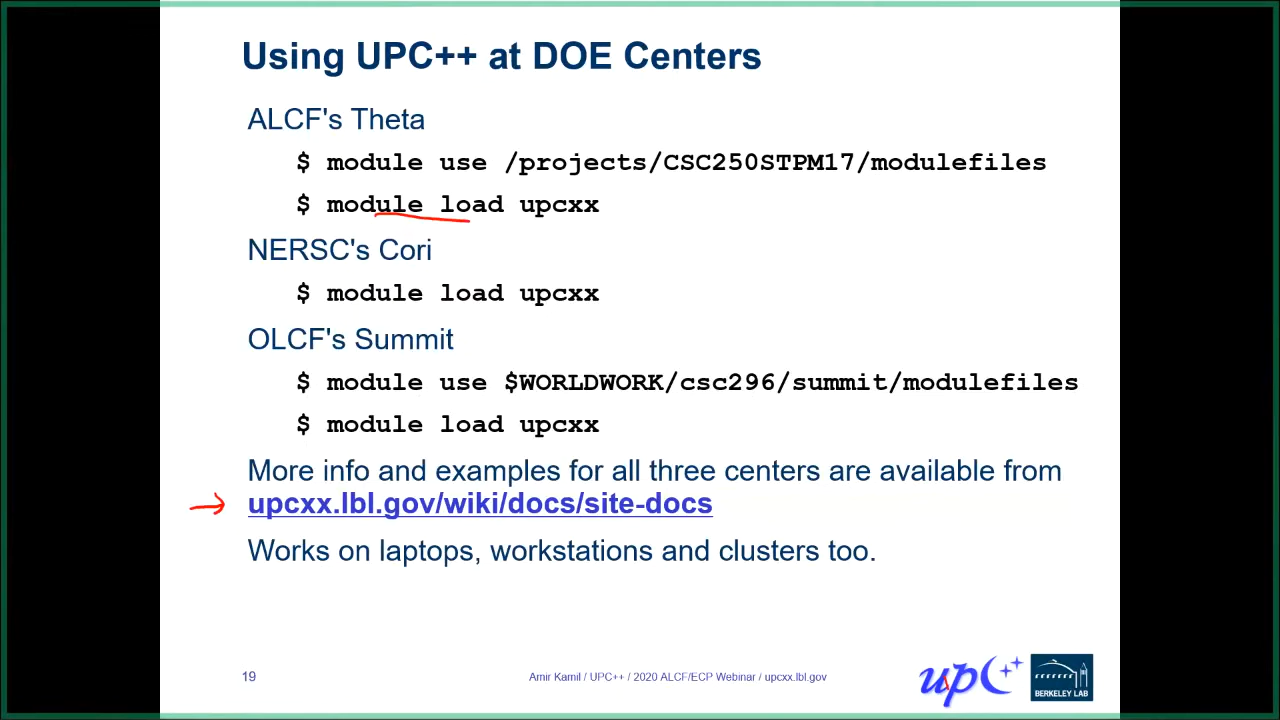 Using UPC++ at DOE Centers
ALCF's Theta
$ module use /projects/CSC250STPM17/modulefiles
$ module load upcxx
NERSC's Cori
$ module load upcxx
OLCF's Summit
$ module use $WORLDWORK/csc296/summit/modulefiles
$ module load upcxx
More info and examples for all three centers are available from
upcxx.lbl.gov/wiki/docs/site-docs
Works on laptops, workstations and clusters too.
19
Amir Kamil / UPC++ / 2020 ALCF/ECP Webinar / upcxx.lbl.gov
upc++
BERKELEY LAB